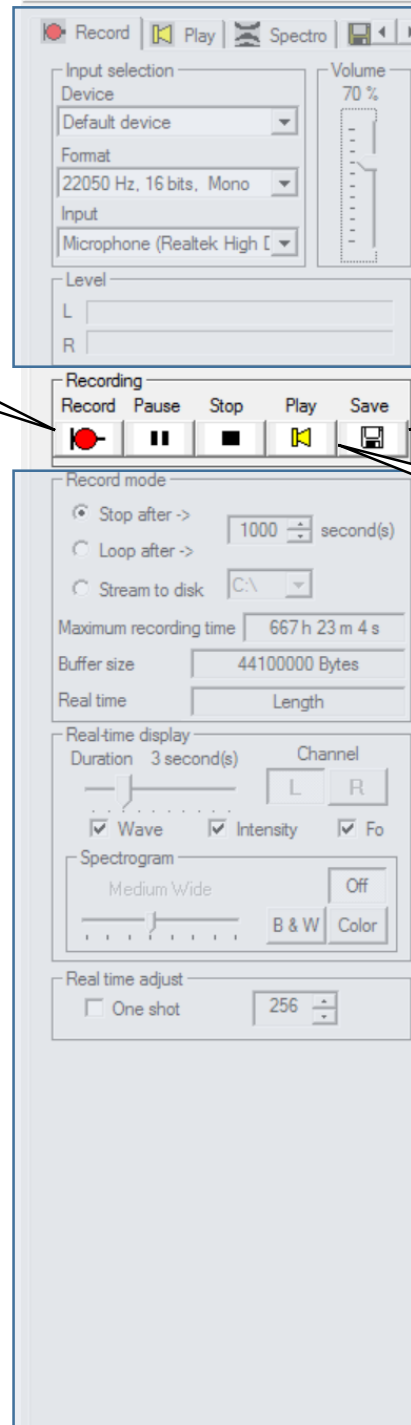 Record Play Spectro
Input selection
Volume
Device
70 %
Default device
Format
22050 Hz, 16 bits, Mono
Input
Microphone (Realtek High D
Level
L
R
Recording
Record Pause Stop Play Save
Record mode
Stop after -> 1000 second(s)
Loop after ->
Stream to disk C:\
Maximum recording time 667 h 23 m 4 s
Buffer size 44100000 Bytes
Real time Length
Real-time display
Duration 3 second(s) Channel
L R
Wave Intensity Fo
Spectrogram
Medium Wide Off
B & W Color
Real time adjust
One shot 256